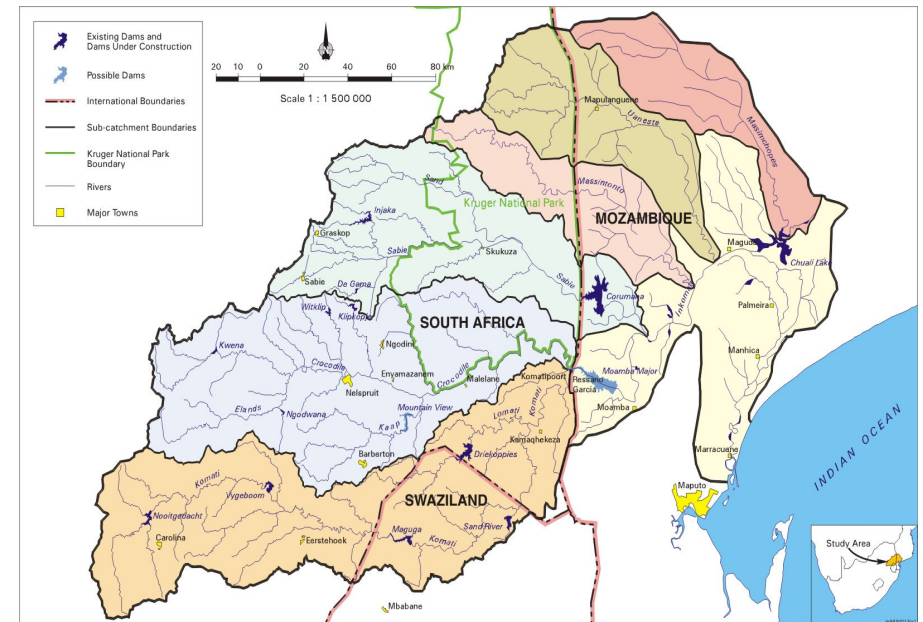 Existing Dams and
Dams Under Construction
Possible Dams
International Boundaries
Sub-catchment Boundaries
Kruger National Park
Boundary
Rivers
Major Towns
N
20 10 0 20 40 60 80 km
Scale 1 : 1 500 000
Mapulanguene
Uaneste
Masimchopes
Sand
Massintonto
Kruger National Park
MOZAMBIQUE
Injaka
Graskop
Sabie
Skukuza
Magude
Chuali Lake
Sabie
Sabie
De Gama
Corumana
Inkomati
Palmeira
Witklip
Klipkopje
SOUTH AFRICA
Kwena
Ngodini
Manhica
Crocodile
Enyamazanem
Crocodile
Malelane
Komatipoort
Ressano
Garcia
Moamba Major
Nelspruit
Moamba
Elands
Ngodwana
Mountain View
Kaap
Lomati
Komati
Kamaqhekeza
INDIAN OCEAN
Barberton
Driekoppies
Marracuene
Komati
Vygeboom
SWAZILAND
Maputo
Nooitgedacht
Sand River
Carolina
Eerstehoek
Maguga
Komati
Study Area
Mbabane